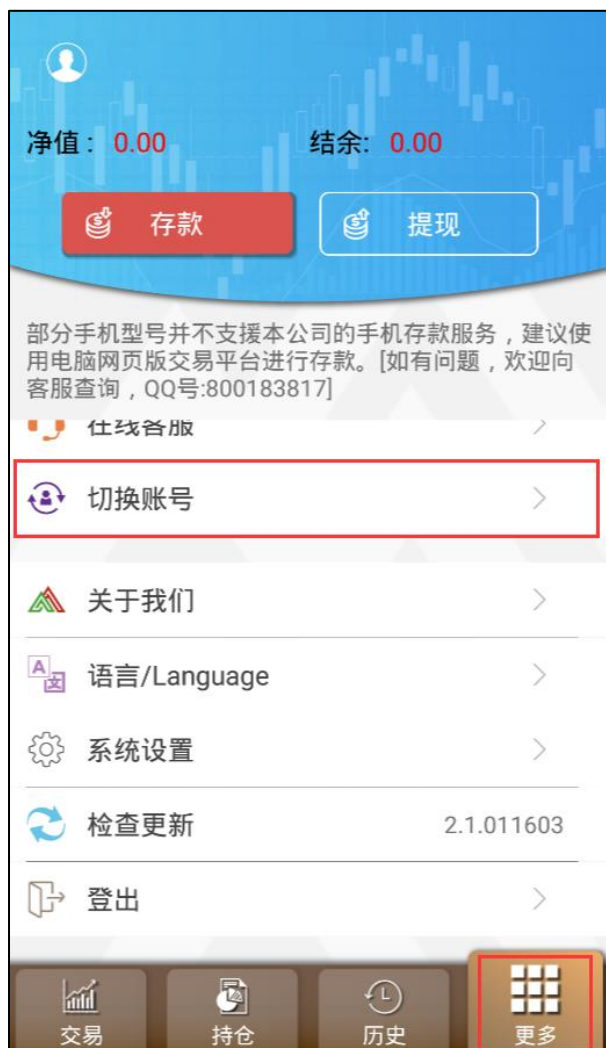 净值： 0.00 结余: 0.00
存款 提现
部分手机型号并不支援本公司的手机存款服务，建议使
用电脑网页版交易平台进行存款。[如有问题，欢迎向
客服查询，QQ号:800183817]
在线客服
切换账号
关于我们
A
文
语言/Language
系统设置
检查更新 2.1.011603
登出
交易 持仓 历史 更多